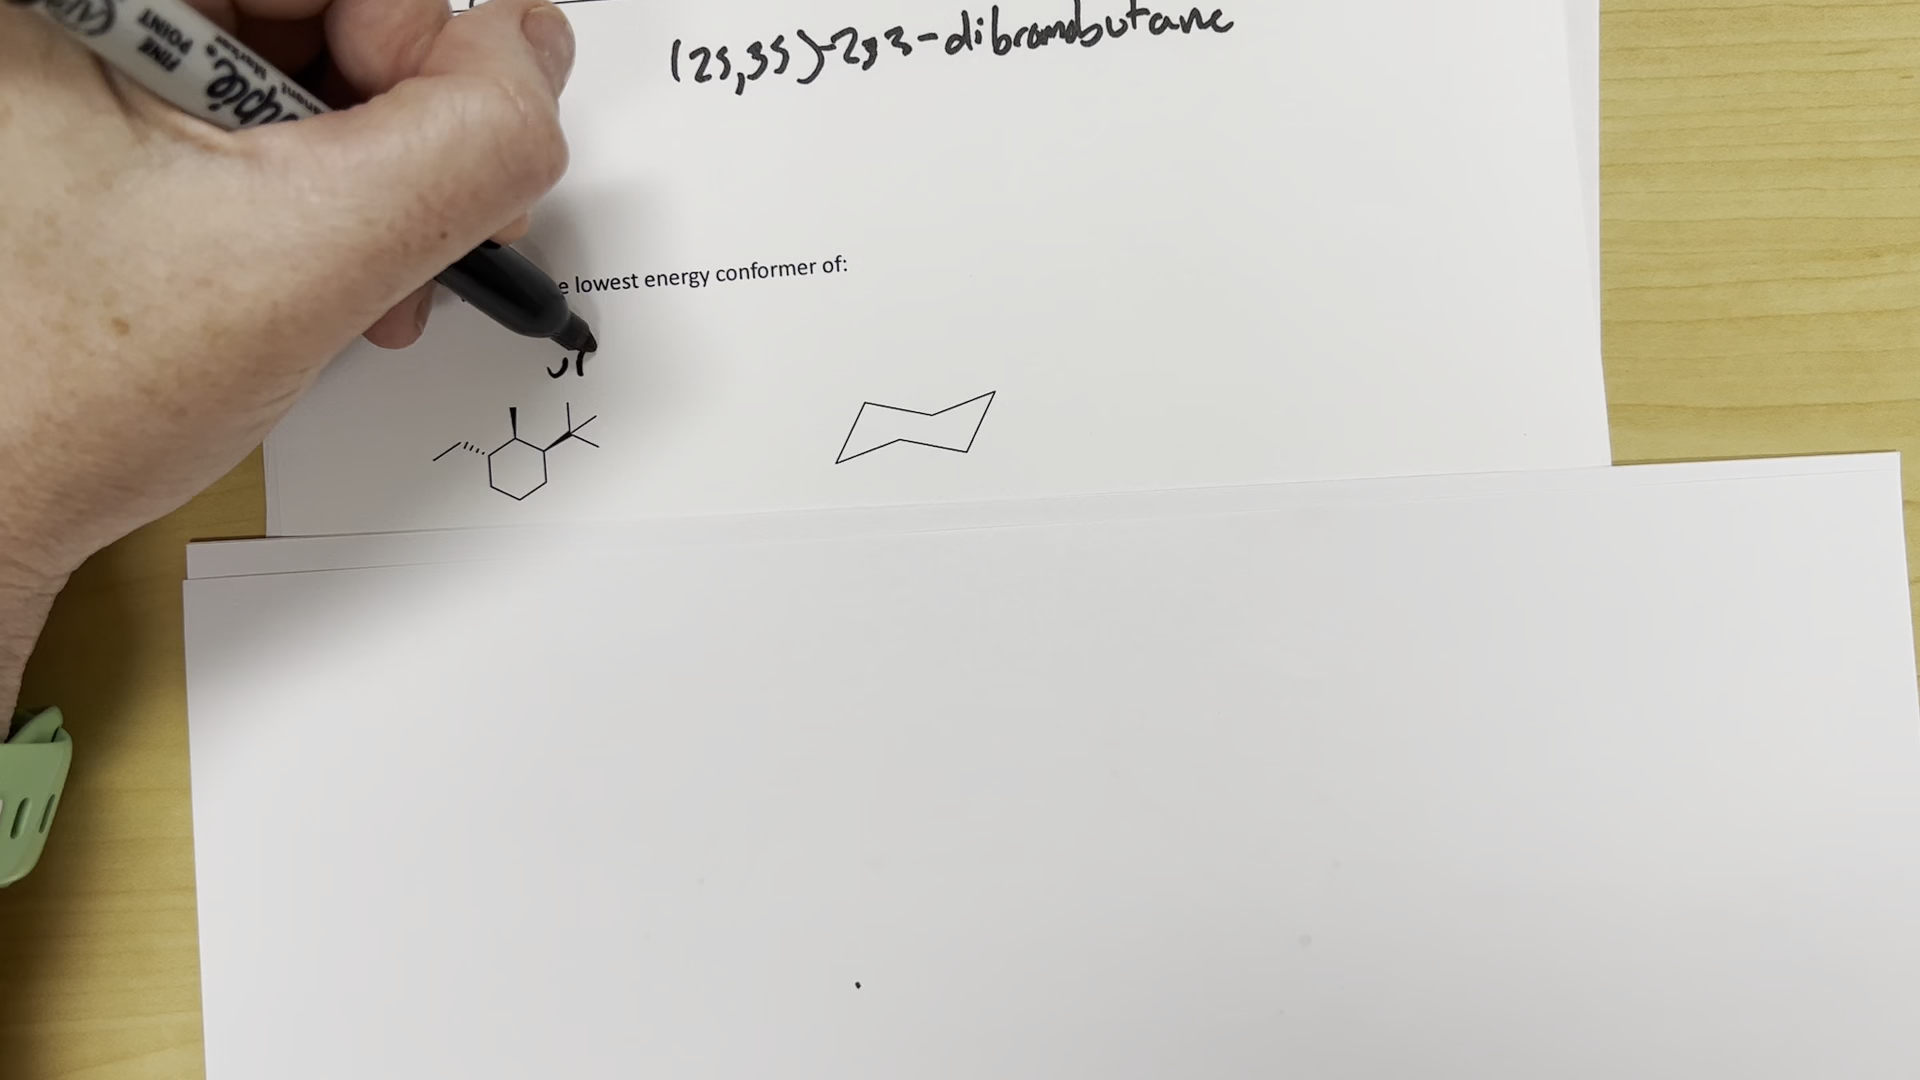 (2S,3S)-2,3-dibromobutane
e lowest energy conformer of:
FINE
POINT